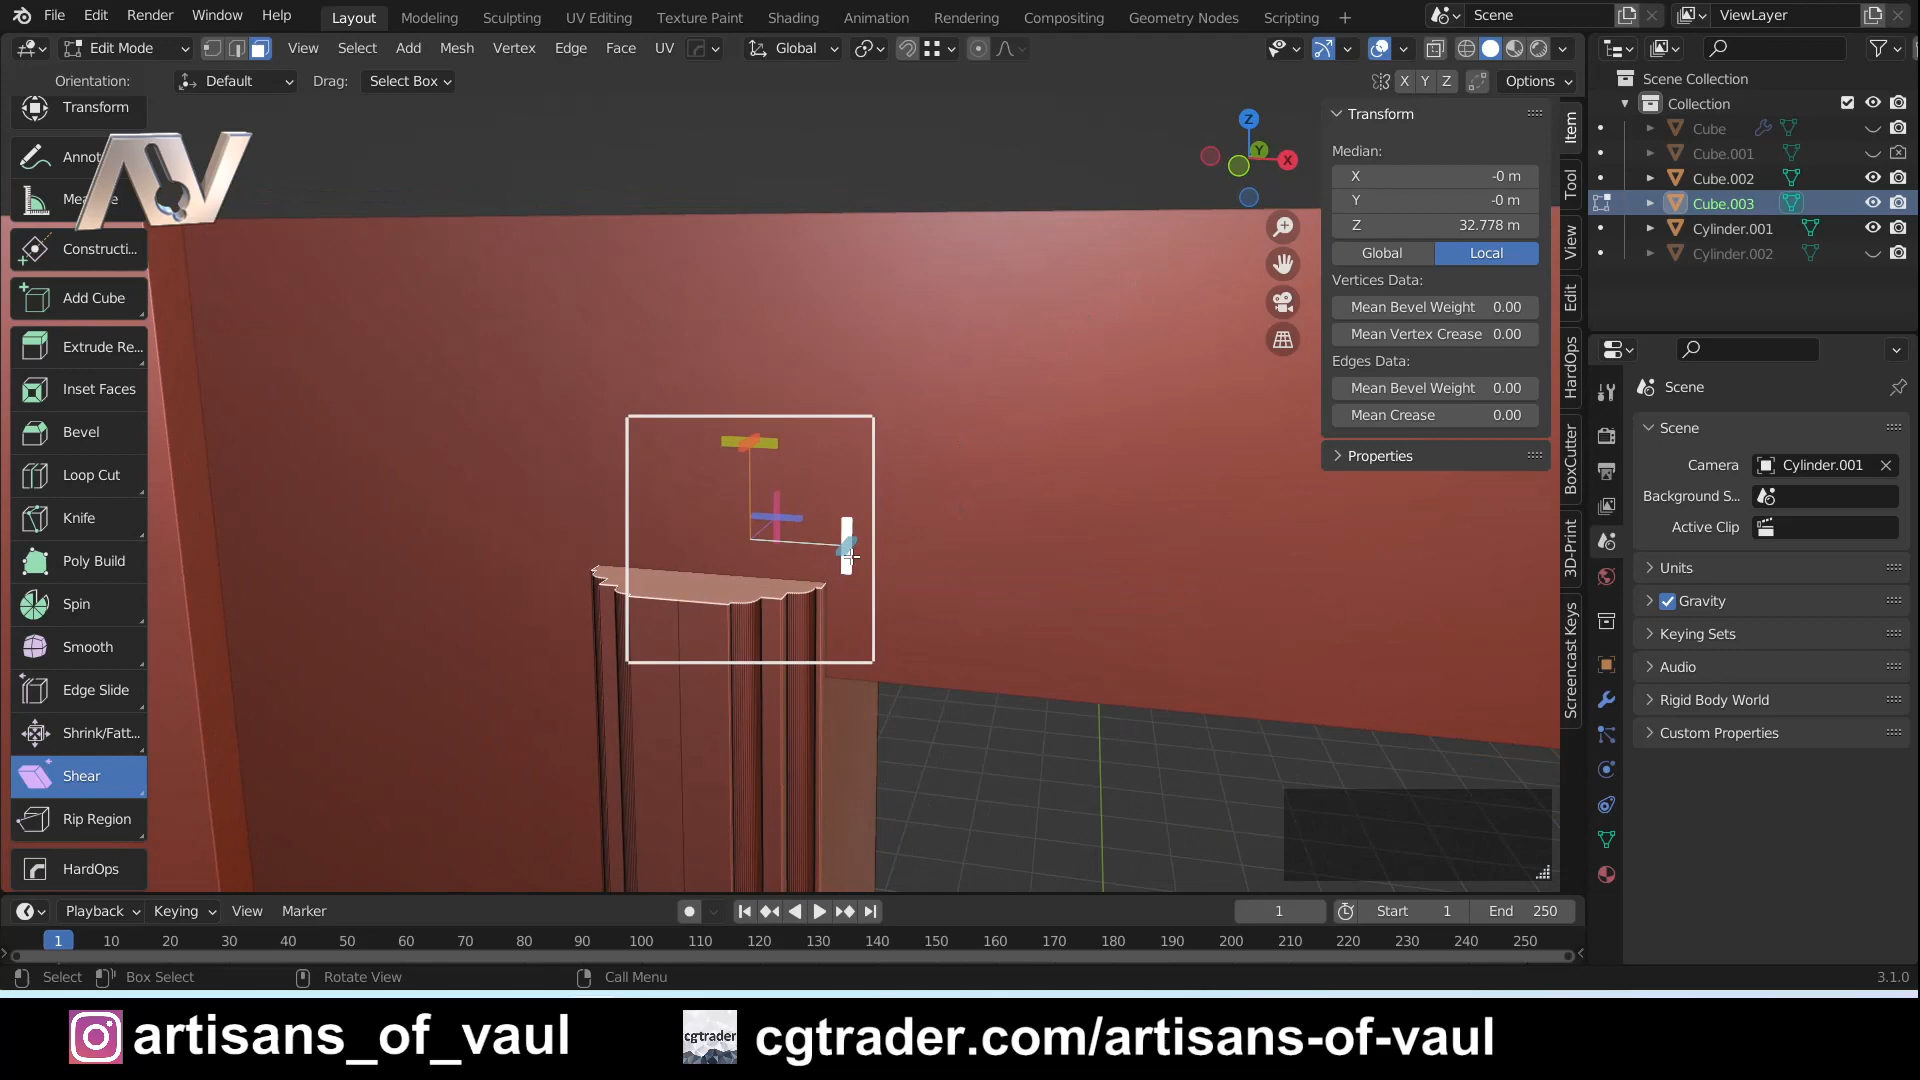 File Edit Render Window Help Layout Modeling Sculpting UV Editing Texture Paint Shading Animation Rendering Compositing Geometry Nodes Scripting + Scene ViewLayer
Edit Mode View Select Add Mesh Vertex Edge Face UV Global
Orientation: Default Drag: Select Box X Y Z Options
Transform
Annot
Mea
Constructi...
Add Cube
Extrude Re...
Inset Faces
Bevel
Loop Cut
Knife
Poly Build
Spin
Smooth
Edge Slide
Shrink/Fatt...
Shear
Rip Region
HardOps
AV
Z
Y
X
Transform
Median:
X -0 m
Y -0 m
Z 32.778 m
Global Local
Vertices Data:
Mean Bevel Weight 0.00
Mean Vertex Crease 0.00
Edges Data:
Mean Bevel Weight 0.00
Mean Crease 0.00
Properties
Item
Tool
View
Edit
HardOps
BoxCutter
3D-Print
Screencast Keys
Scene Collection
Collection
Cube
Cube.001
Cube.002
Cube.003
Cylinder.001
Cylinder.002
Scene
Scene
Camera Cylinder.001
Background S...
Active Clip
Units
Gravity
Keying Sets
Audio
Rigid Body World
Custom Properties
Playback Keying View Marker 1 Start 1 End 250
1 10 20 30 40 50 60 70 80 90 100 110 120 130 140 150 160 170 180 190 200 210 220 230 240 250
Select Box Select Rotate View Call Menu 3.1.0
artisans_of_vaul cgtrader cgtrader.com/artisans-of-vaul